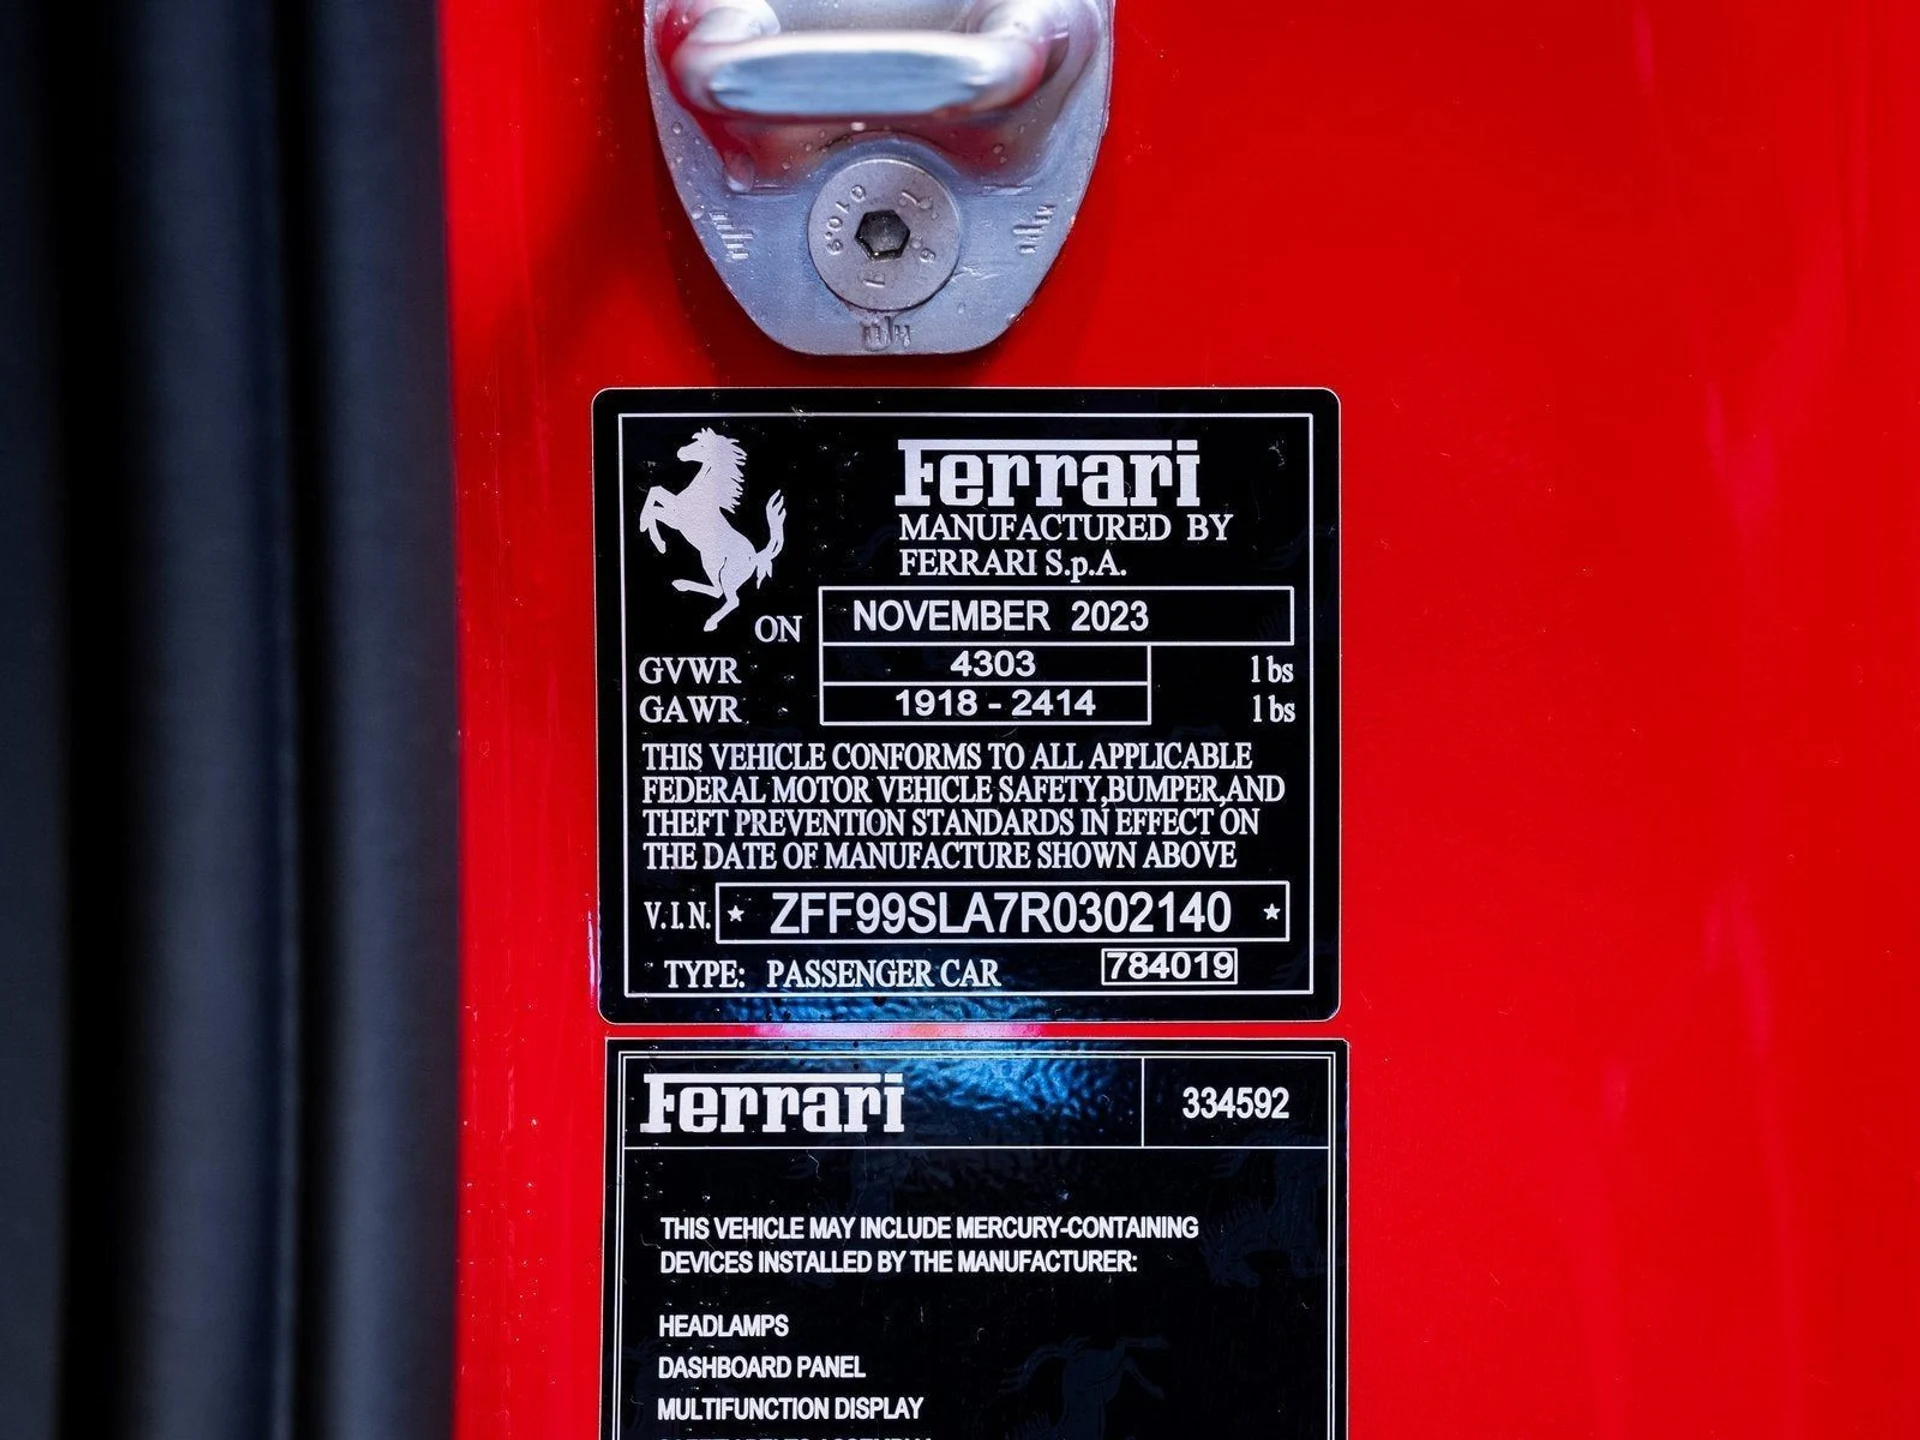 Ferrari
MANUFACTURED BY
FERRARI S.p.A.
ON NOVEMBER 2023
GVWR 4303 lbs
GAWR 1918 - 2414 lbs
THIS VEHICLE CONFORMS TO ALL APPLICABLE
FEDERAL MOTOR VEHICLE SAFETY,BUMPER,AND
THEFT PREVENTION STANDARDS IN EFFECT ON
THE DATE OF MANUFACTURE SHOWN ABOVE
V.I.N. ★ ZFF99SLA7R0302140 ★
TYPE: PASSENGER CAR 784019
Ferrari 334592
THIS VEHICLE MAY INCLUDE MERCURY-CONTAINING
DEVICES INSTALLED BY THE MANUFACTURER:
HEADLAMPS
DASHBOARD PANEL
MULTIFUNCTION DISPLAY